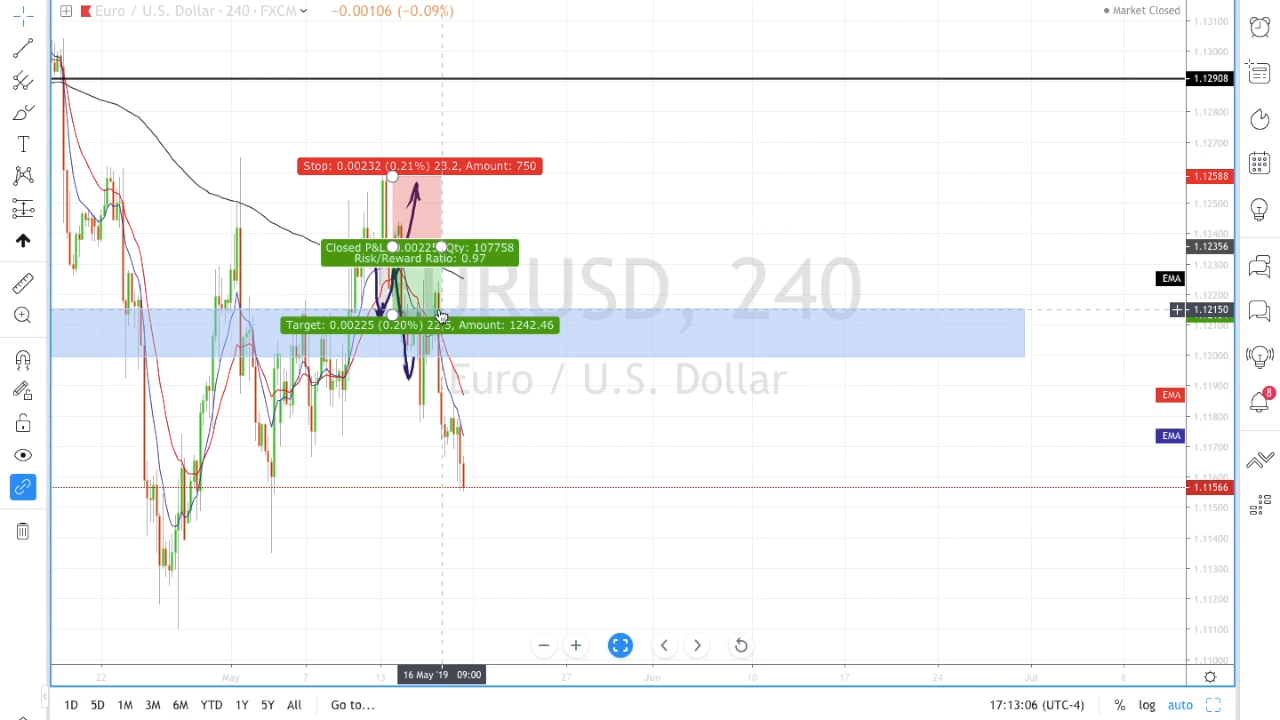 Euro / U.S. Dollar · 240 · FXCM
−0.00106 (−0.09%)
Market Closed
1.13100
1.13000
1.12908
1.12800
1.12700
Stop: 0.00232 (0.21%) 23.2, Amount: 750
1.12588
1.12500
1.12400
Closed P&L: 0.00225, Qty: 107758
Risk/Reward Ratio: 0.97
1.12356
1.12300
EMA
1.12200
1.12150
EURUSD, 240
Target: 0.00225 (0.20%) 22.5, Amount: 1242.46
1.12100
1.12000
Euro / U.S. Dollar
1.11900
EMA
8
1.11800
EMA
1.11700
1.11600
1.11566
1.11500
1.11400
1.11300
1.11200
1.11100
1.11000
22
May
7
13
16 May '19 09:00
27
Jun
10
17
24
Jul
8
1D 5D 1M 3M 6M YTD 1Y 5Y All Go to...
17:13:06 (UTC-4) % log auto